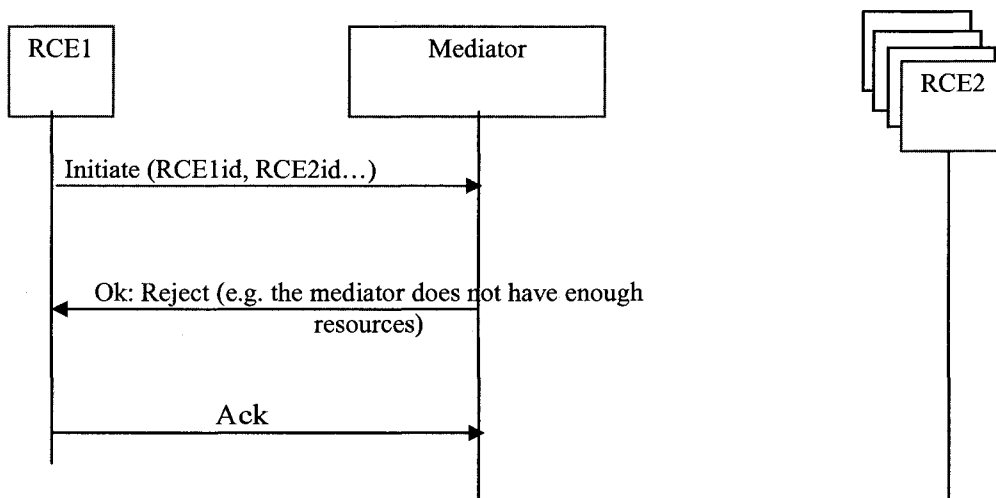 RCE1
Mediator
RCE2
Initiate (RCE1id, RCE2id…)
Ok: Reject (e.g. the mediator does not have enough
resources)
Ack